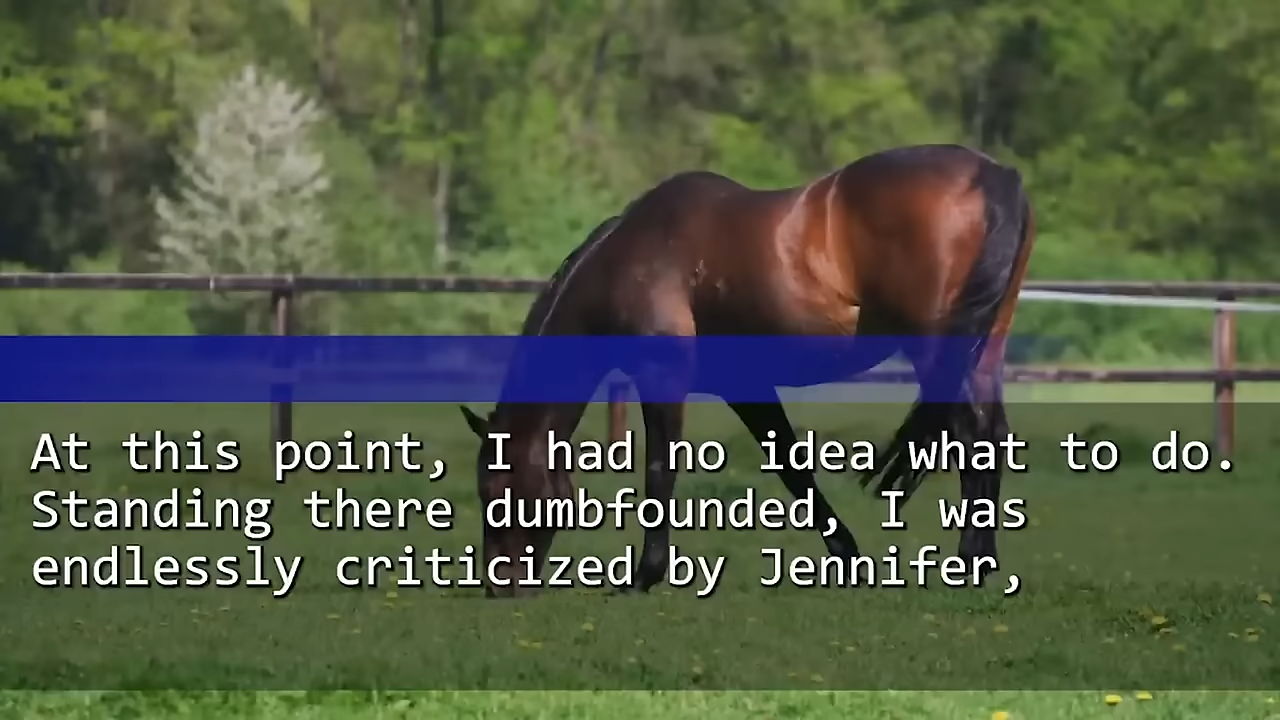 At this point, I had no idea what to do.
Standing there dumbfounded, I was
endlessly criticized by Jennifer,